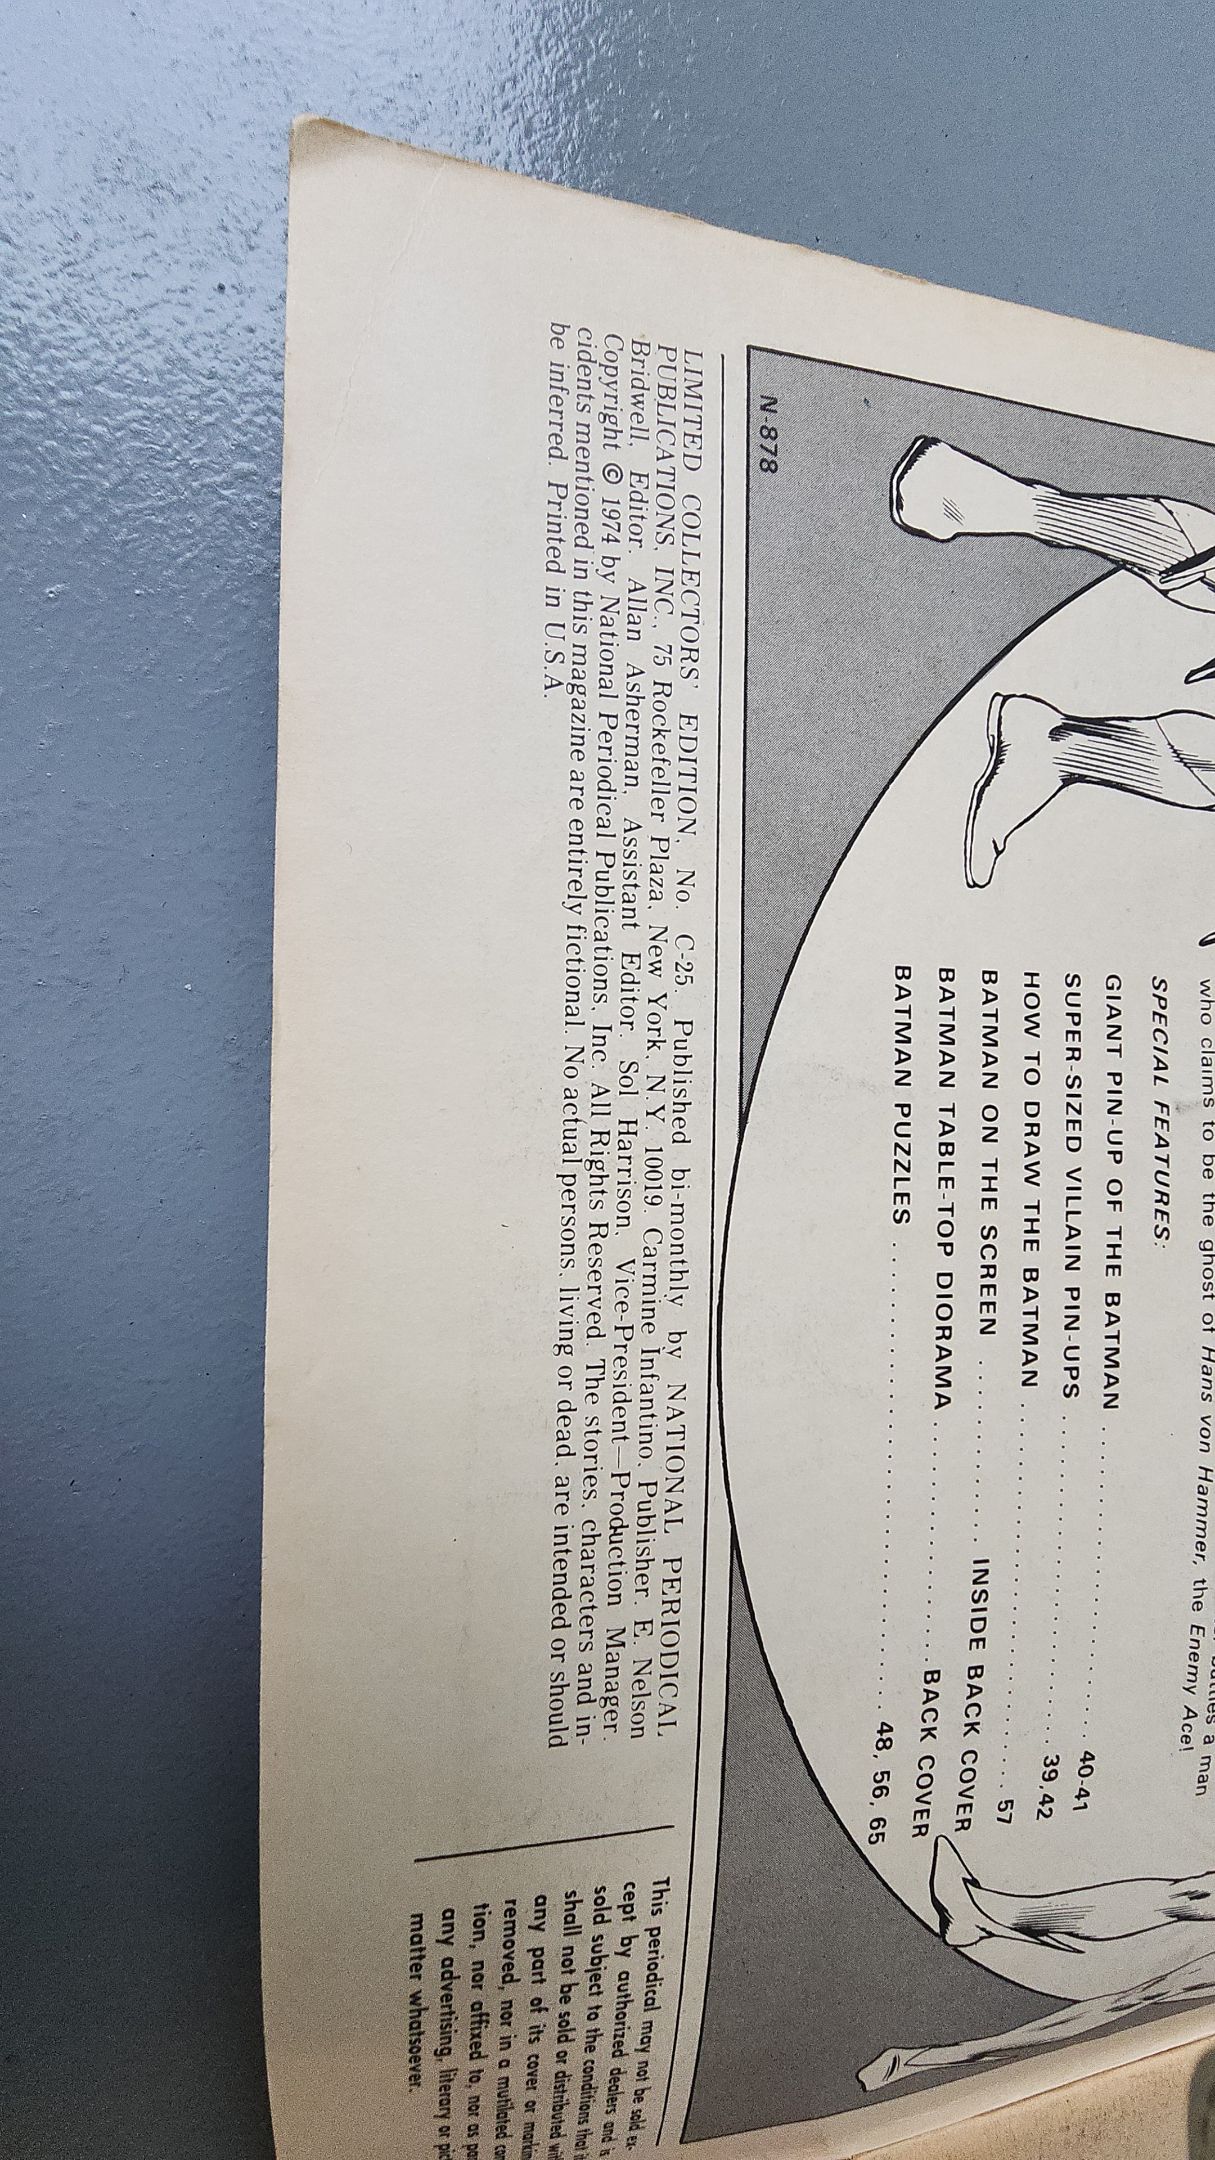 who claims to be the ghost of Hans von Hammer, the Enemy Ace!
SPECIAL FEATURES:
GIANT PIN-UP OF THE BATMAN . . . . . . . . . . . . . . . . . . . . . . 40-41
SUPER-SIZED VILLAIN PIN-UPS . . . . . . . . . . . . . . . . . . . . . . 39,42
HOW TO DRAW THE BATMAN . . . . . . . . . . . . . . . . . . . . . . . . . 57
BATMAN ON THE SCREEN . . . . . . . . . . . INSIDE BACK COVER
BATMAN TABLE-TOP DIORAMA . . . . . . . . . . . . . . BACK COVER
BATMAN PUZZLES . . . . . . . . . . . . . . . . . . . . . . . . . . . . 48, 56, 65
N-878
LIMITED COLLECTORS' EDITION, No. C-25. Published bi-monthly by NATIONAL PERIODICAL
PUBLICATIONS, INC., 75 Rockefeller Plaza, New York, N.Y. 10019. Carmine Infantino, Publisher. E. Nelson
Bridwell, Editor. Allan Asherman, Assistant Editor. Sol Harrison, Vice-President—Production Manager.
Copyright © 1974 by National Periodical Publications, Inc. All Rights Reserved. The stories, characters and in-
cidents mentioned in this magazine are entirely fictional. No actual persons, living or dead, are intended or should
be inferred. Printed in U.S.A.
This periodical may not be sold ex-
cept by authorized dealers and is
sold subject to the conditions that it
shall not be sold or distributed
any part of its cover or
removed, nor in a mutilated
tion, nor affixed to, nor as
any advertising, literary or
matter whatsoever.